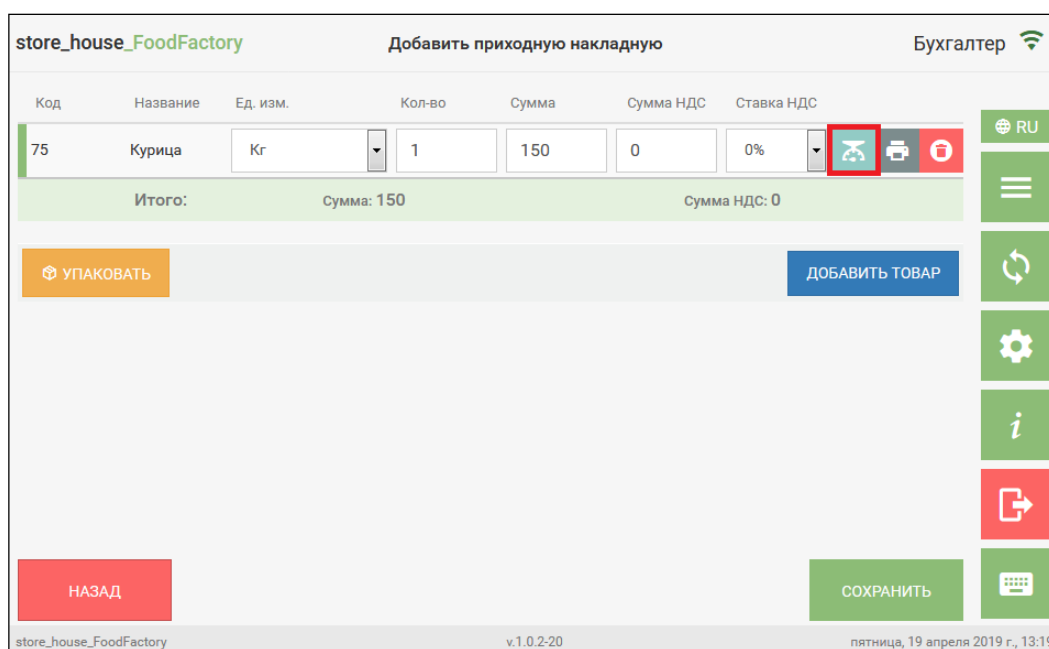 store_house_FoodFactory Добавить приходную накладную Бухгалтер
Код Название Ед. изм. Кол-во Сумма Сумма НДС Ставка НДС
RU
75 Курица Кг 1 150 0 0%
Итого: Сумма: 150 Сумма НДС: 0
УПАКОВАТЬ ДОБАВИТЬ ТОВАР
i
НАЗАД СОХРАНИТЬ
store_house_FoodFactory v.1.0.2-20 пятница, 19 апреля 2019 г., 13:19